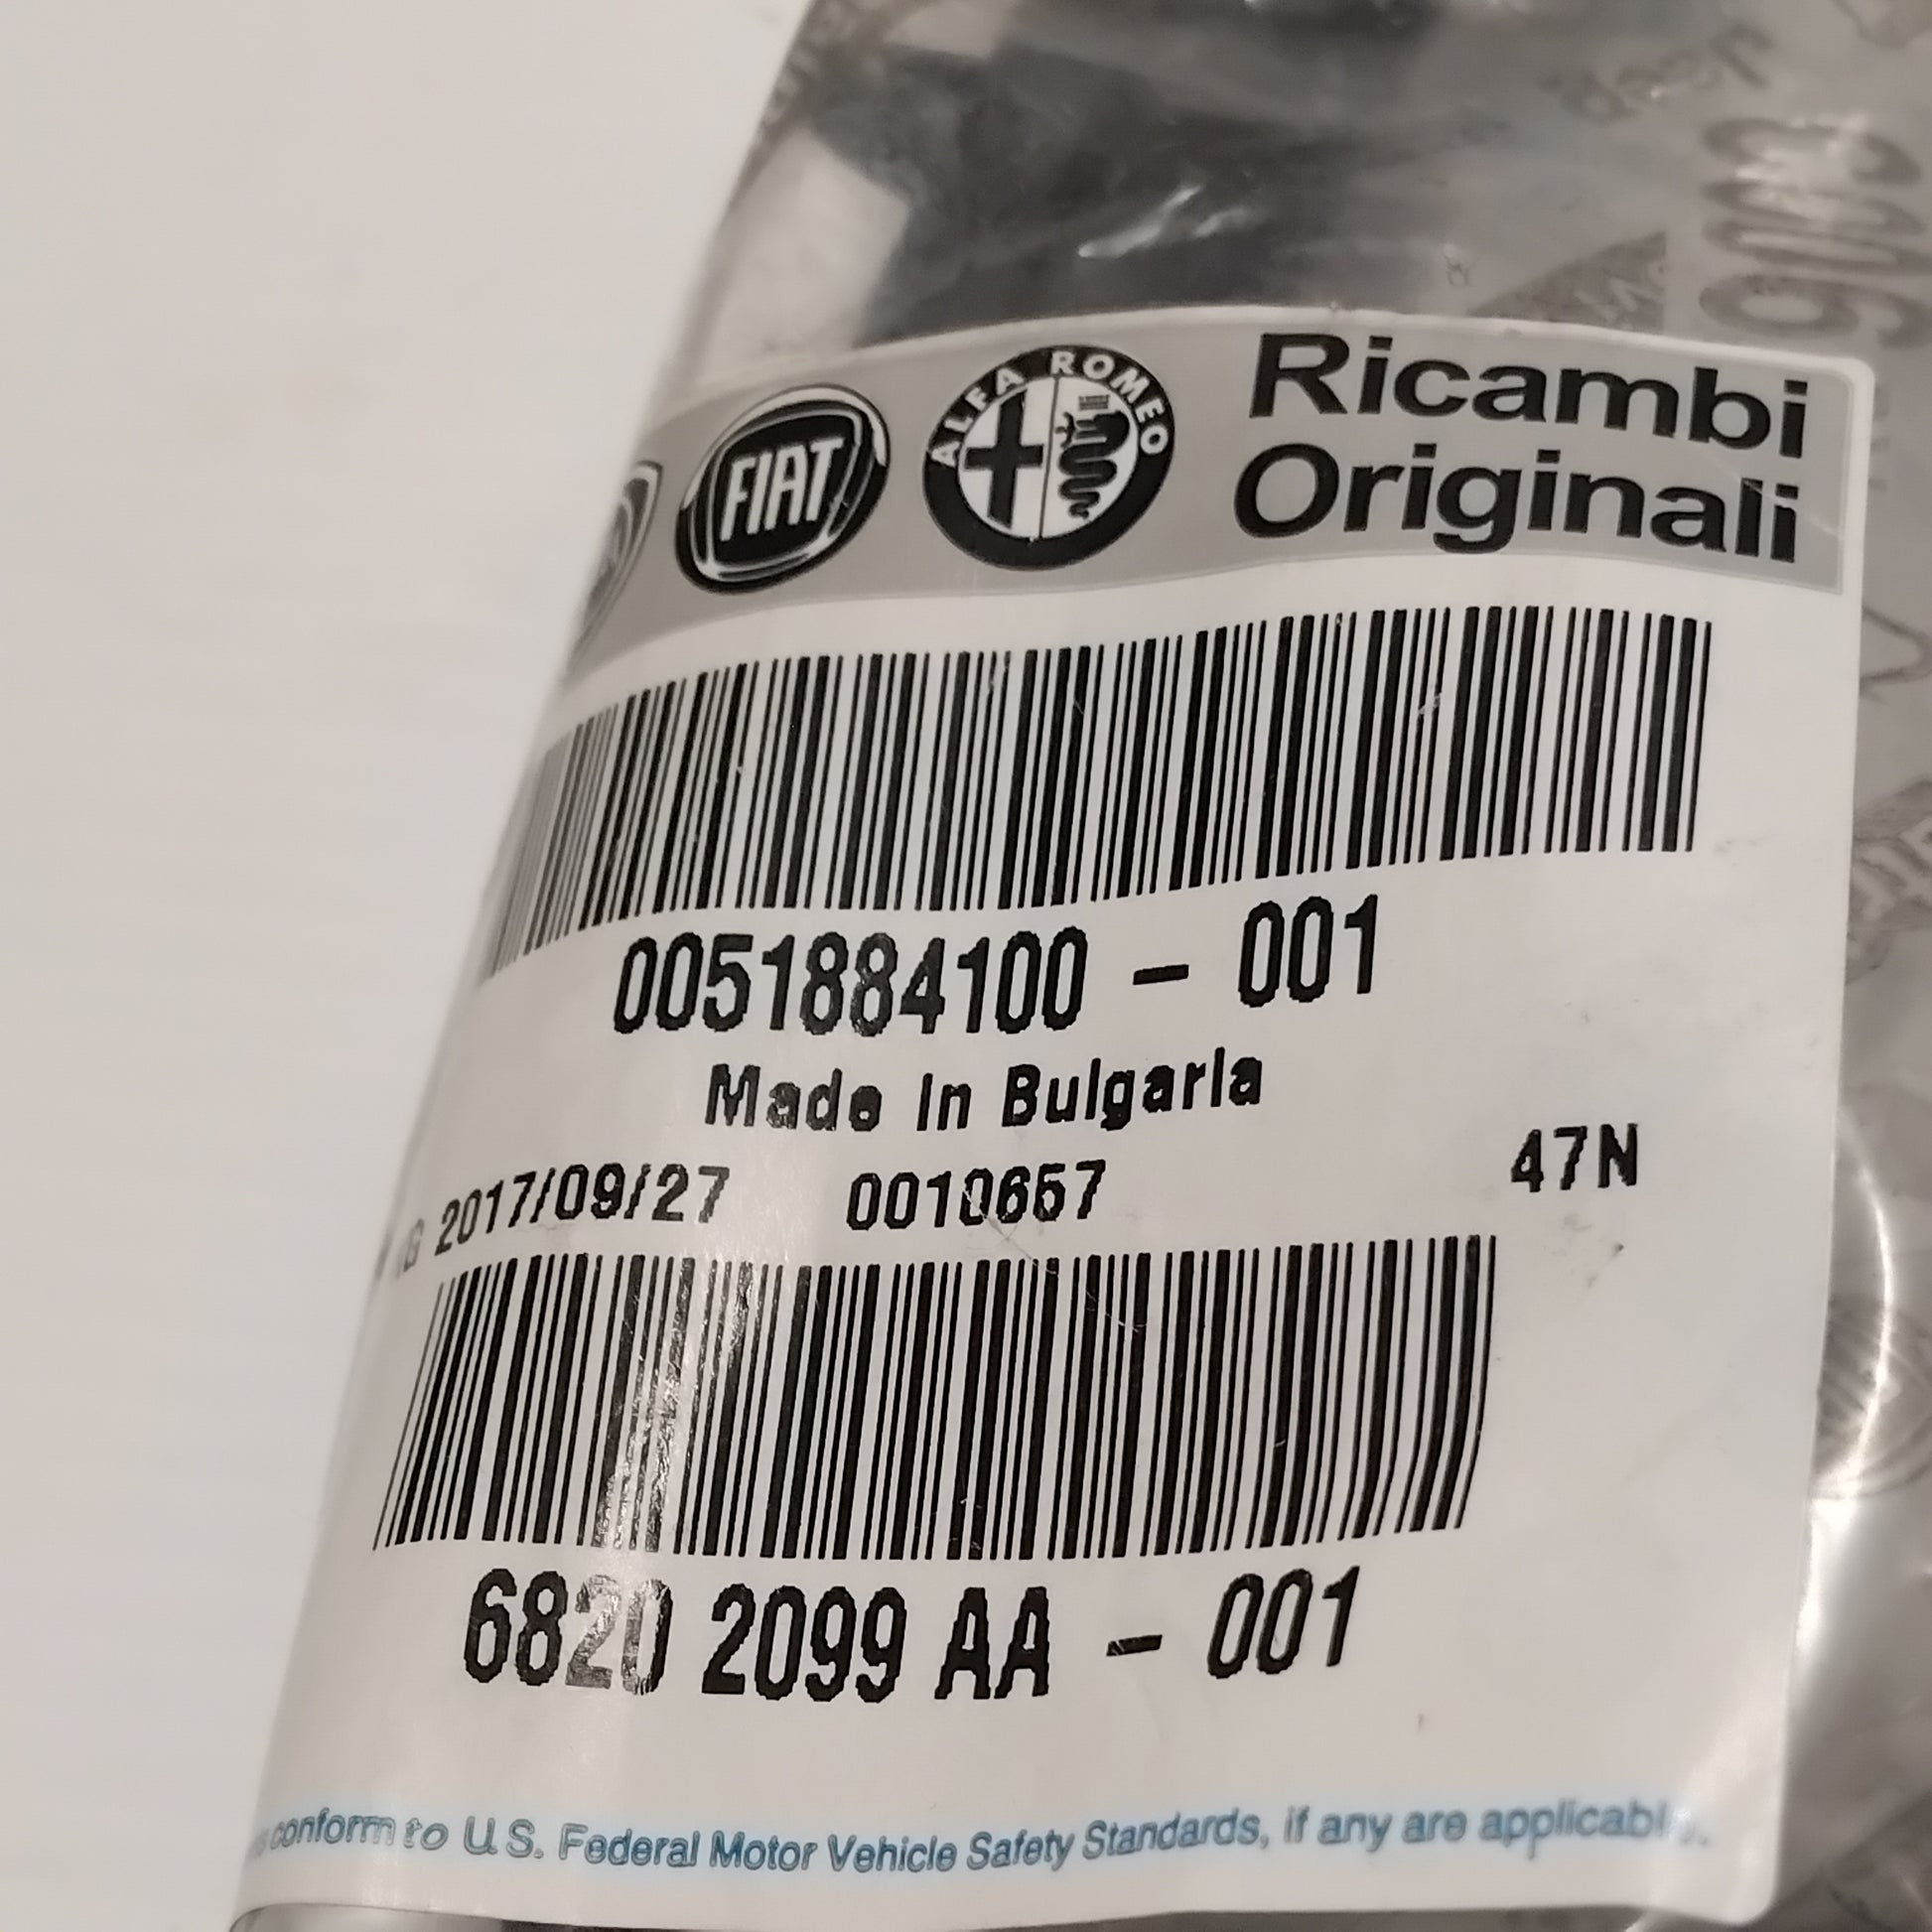 FIAT
ALFA ROMEO
Ricambi
Originali
0051884100 - 001
Made in Bulgaria
2017/09/27 0010657 47N
6820 2099 AA - 001
conform to U.S. Federal Motor Vehicle Safety Standards, if any are applicable.